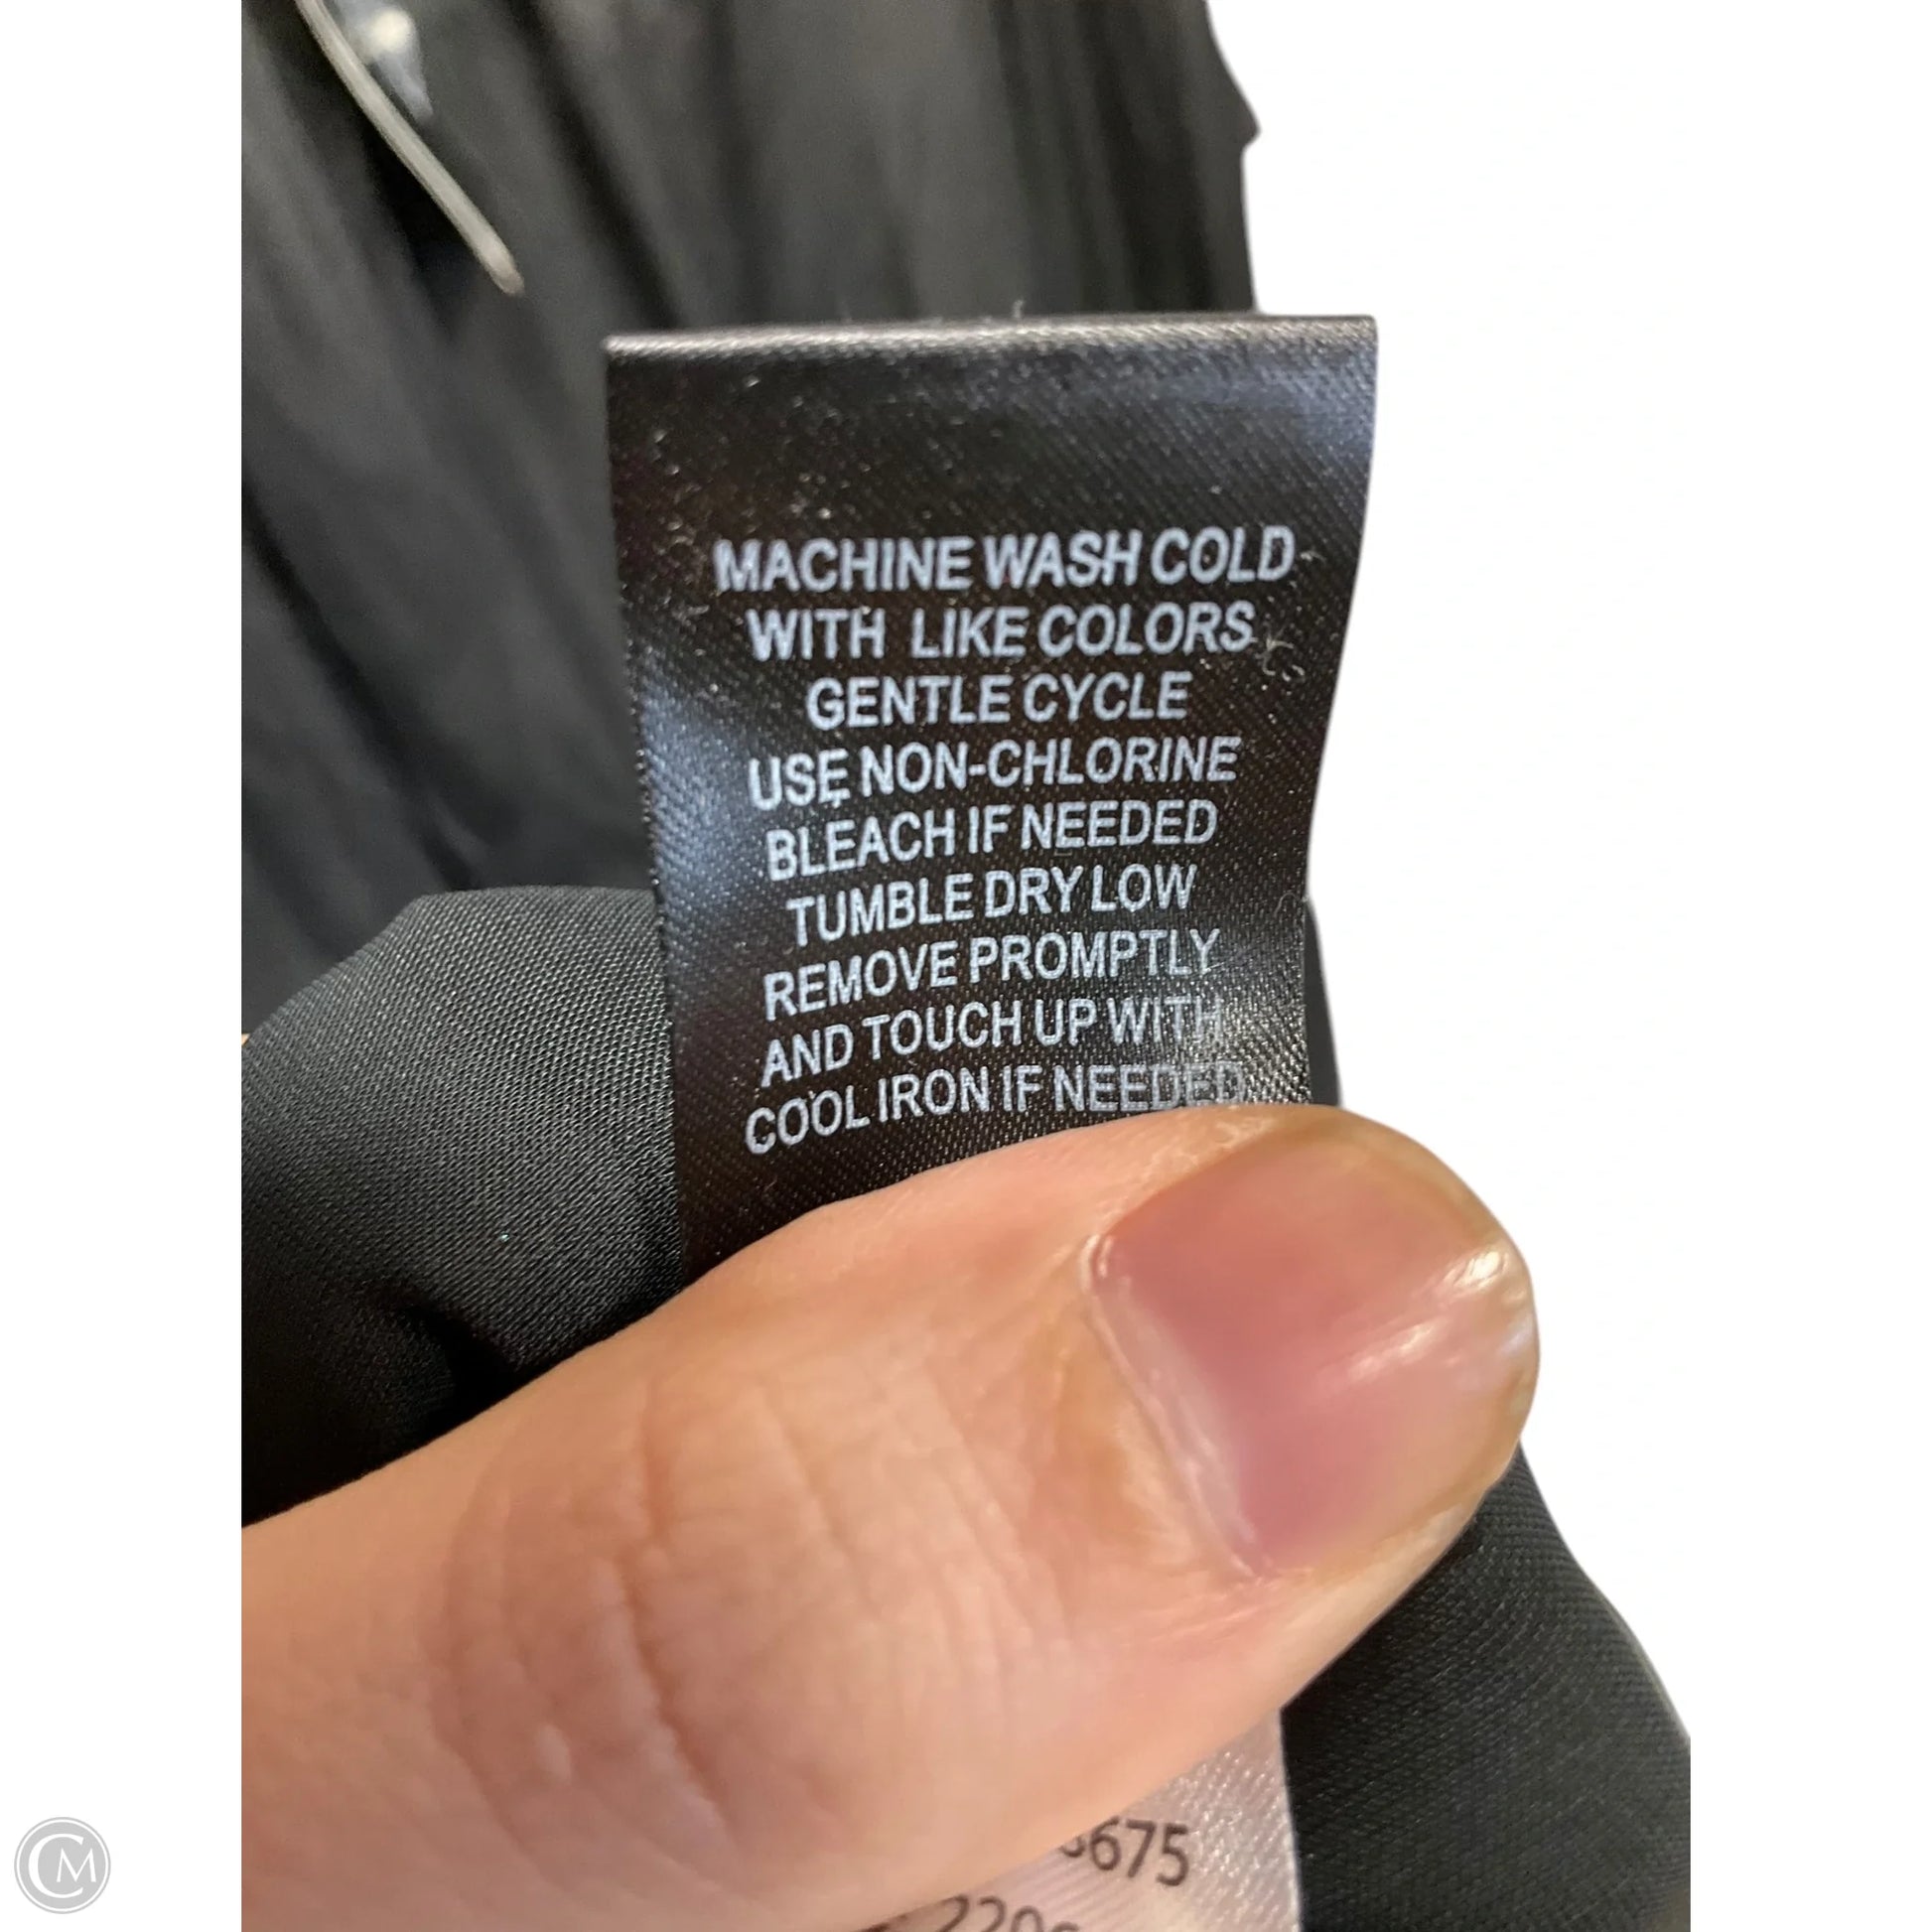 MACHINE WASH COLD
WITH LIKE COLORS
GENTLE CYCLE
USE NON-CHLORINE
BLEACH IF NEEDED
TUMBLE DRY LOW
REMOVE PROMPTLY
AND TOUCH UP WITH
COOL IRON IF NEEDED
CM